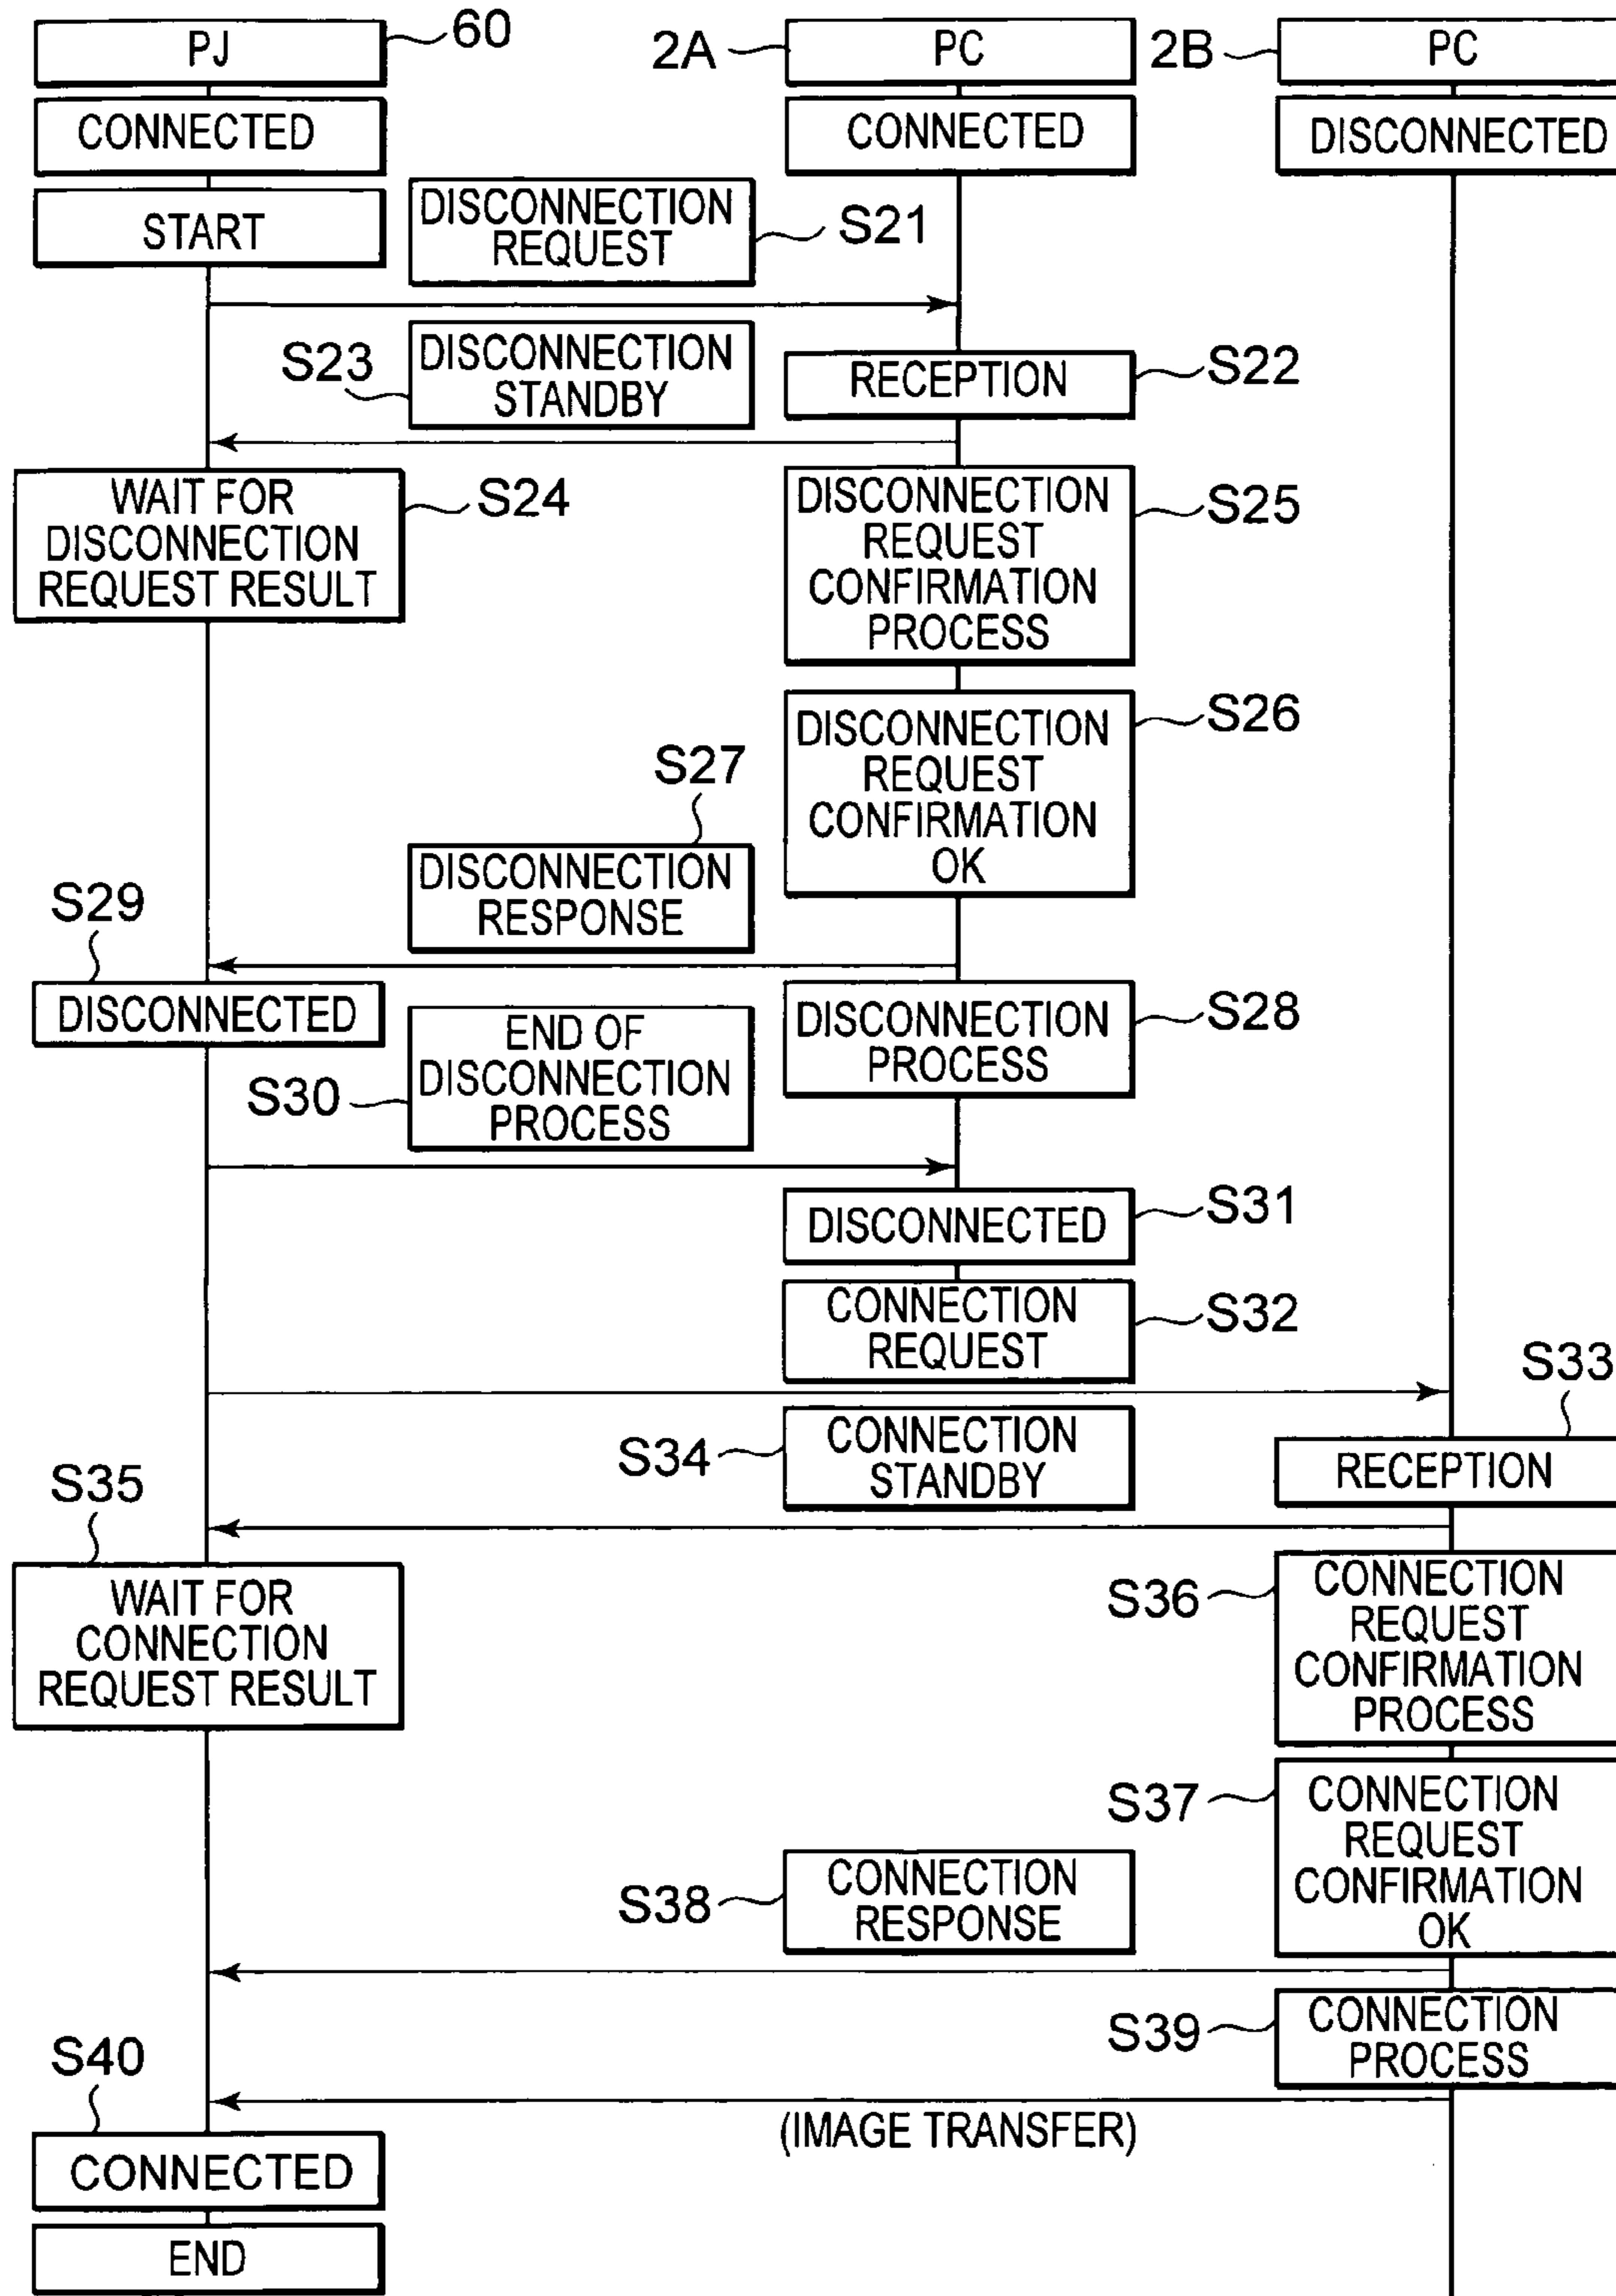 PJ
60
2A
PC
2B
PC
CONNECTED
CONNECTED
DISCONNECTED
START
DISCONNECTION
REQUEST
S21
S23
DISCONNECTION
STANDBY
RECEPTION
S22
WAIT FOR
DISCONNECTION
REQUEST RESULT
S24
DISCONNECTION
REQUEST
CONFIRMATION
PROCESS
S25
DISCONNECTION
REQUEST
CONFIRMATION
OK
S26
S27
DISCONNECTION
RESPONSE
S29
DISCONNECTED
DISCONNECTION
PROCESS
S28
S30
END OF
DISCONNECTION
PROCESS
DISCONNECTED
S31
CONNECTION
REQUEST
S32
S33
S34
CONNECTION
STANDBY
RECEPTION
S35
WAIT FOR
CONNECTION
REQUEST RESULT
S36
CONNECTION
REQUEST
CONFIRMATION
PROCESS
S37
CONNECTION
REQUEST
CONFIRMATION
OK
S38
CONNECTION
RESPONSE
S39
CONNECTION
PROCESS
S40
(IMAGE TRANSFER)
CONNECTED
END